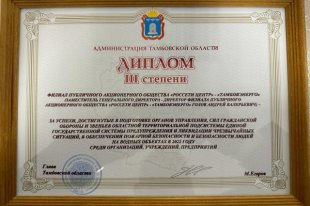 АДМИНИСТРАЦИЯ ТАМБОВСКОЙ ОБЛАСТИ
ДИПЛОМ
III степени
ФИЛИАЛ ПУБЛИЧНОГО АКЦИОНЕРНОГО ОБЩЕСТВА «РОССЕТИ ЦЕНТР» - «ТАМБОВЭНЕРГО»
ЗАМЕСТИТЕЛЬ ГЕНЕРАЛЬНОГО ДИРЕКТОРА - ДИРЕКТОР ФИЛИАЛА ПУБЛИЧНОГО
АКЦИОНЕРНОГО ОБЩЕСТВА «РОССЕТИ ЦЕНТР» - «ТАМБОВЭНЕРГО» АНДРЕЙ ВАЛЕРЬЕВИЧ)
ЗА УСПЕХИ, ДОСТИГНУТЫЕ В ПОДГОТОВКЕ ОРГАНОВ УПРАВЛЕНИЯ, СИЛ ГРАЖДАНСКОЙ
ОБОРОНЫ И ЗВЕНЬЕВ ОБЛАСТНОЙ ТЕРРИТОРИАЛЬНОЙ ПОДСИСТЕМЫ ЕДИНОЙ
ГОСУДАРСТВЕННОЙ СИСТЕМЫ ПРЕДУПРЕЖДЕНИЯ И ЛИКВИДАЦИИ ЧРЕЗВЫЧАЙНЫХ
СИТУАЦИЙ, В ОБЕСПЕЧЕНИИ ПОЖАРНОЙ БЕЗОПАСНОСТИ И БЕЗОПАСНОСТИ ЛЮДЕЙ
НА ВОДНЫХ ОБЪЕКТАХ В 2022 ГОДУ
СРЕДИ ОРГАНИЗАЦИЙ, УЧРЕЖДЕНИЙ, ПРЕДПРИЯТИЙ
Глава
Тамбовской области
М.Егоров